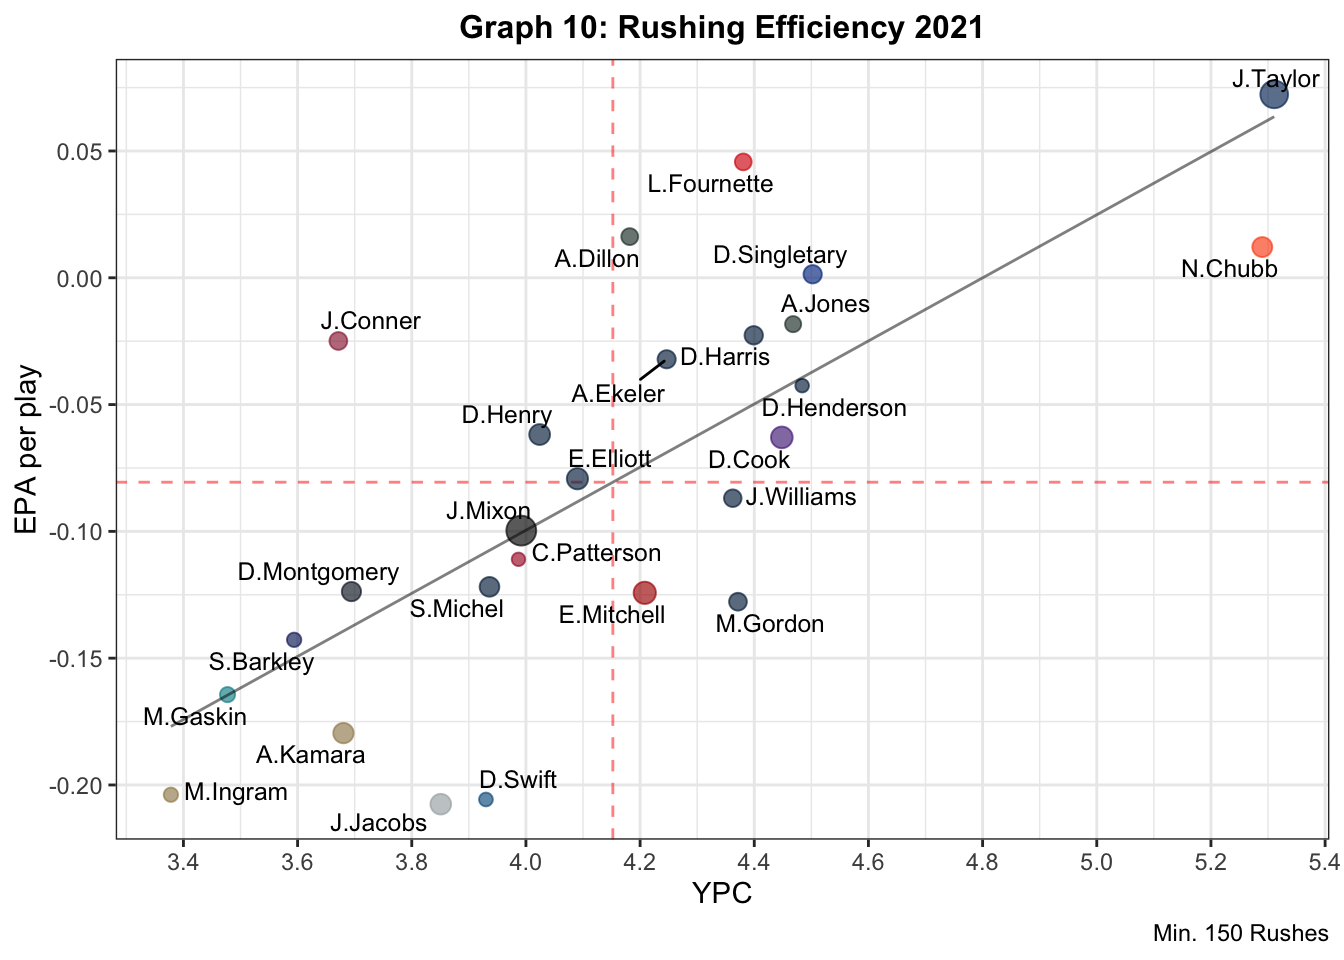 Graph 10: Rushing Efficiency 2021
J.Taylor
0.05
L.Fournette
A.Dillon
D.Singletary
N.Chubb
0.00
A.Jones
J.Conner
D.Harris
A.Ekeler
-0.05
D.Henderson
D.Henry
E.Elliott
D.Cook
J.Williams
EPA per play
J.Mixon
-0.10
C.Patterson
D.Montgomery
S.Michel
E.Mitchell
M.Gordon
-0.15
S.Barkley
M.Gaskin
A.Kamara
-0.20
D.Swift
M.Ingram
J.Jacobs
3.4 3.6 3.8 4.0 4.2 4.4 4.6 4.8 5.0 5.2 5.4
YPC
Min. 150 Rushes